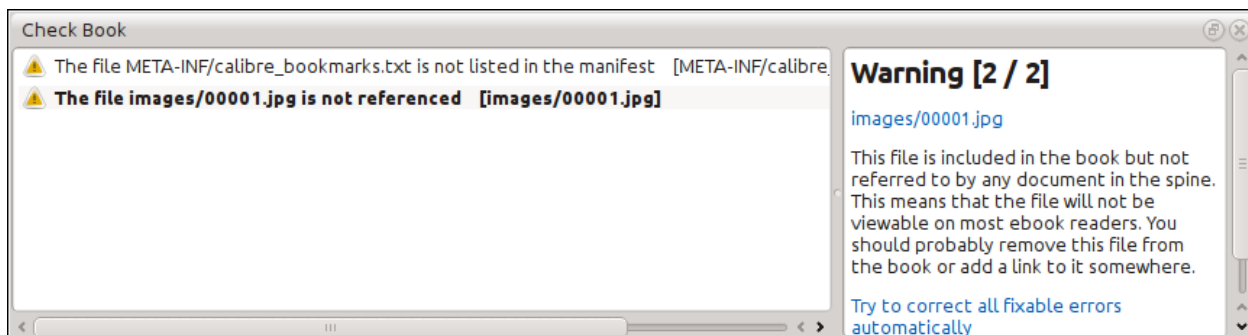 Check Book
The file META-INF/calibre_bookmarks.txt is not listed in the manifest [META-INF/calibre_
The file images/00001.jpg is not referenced [images/00001.jpg]
Warning [2 / 2]
images/00001.jpg
This file is included in the book but not
referred to by any document in the spine.
This means that the file will not be
viewable on most ebook readers. You
should probably remove this file from
the book or add a link to it somewhere.
Try to correct all fixable errors
automatically